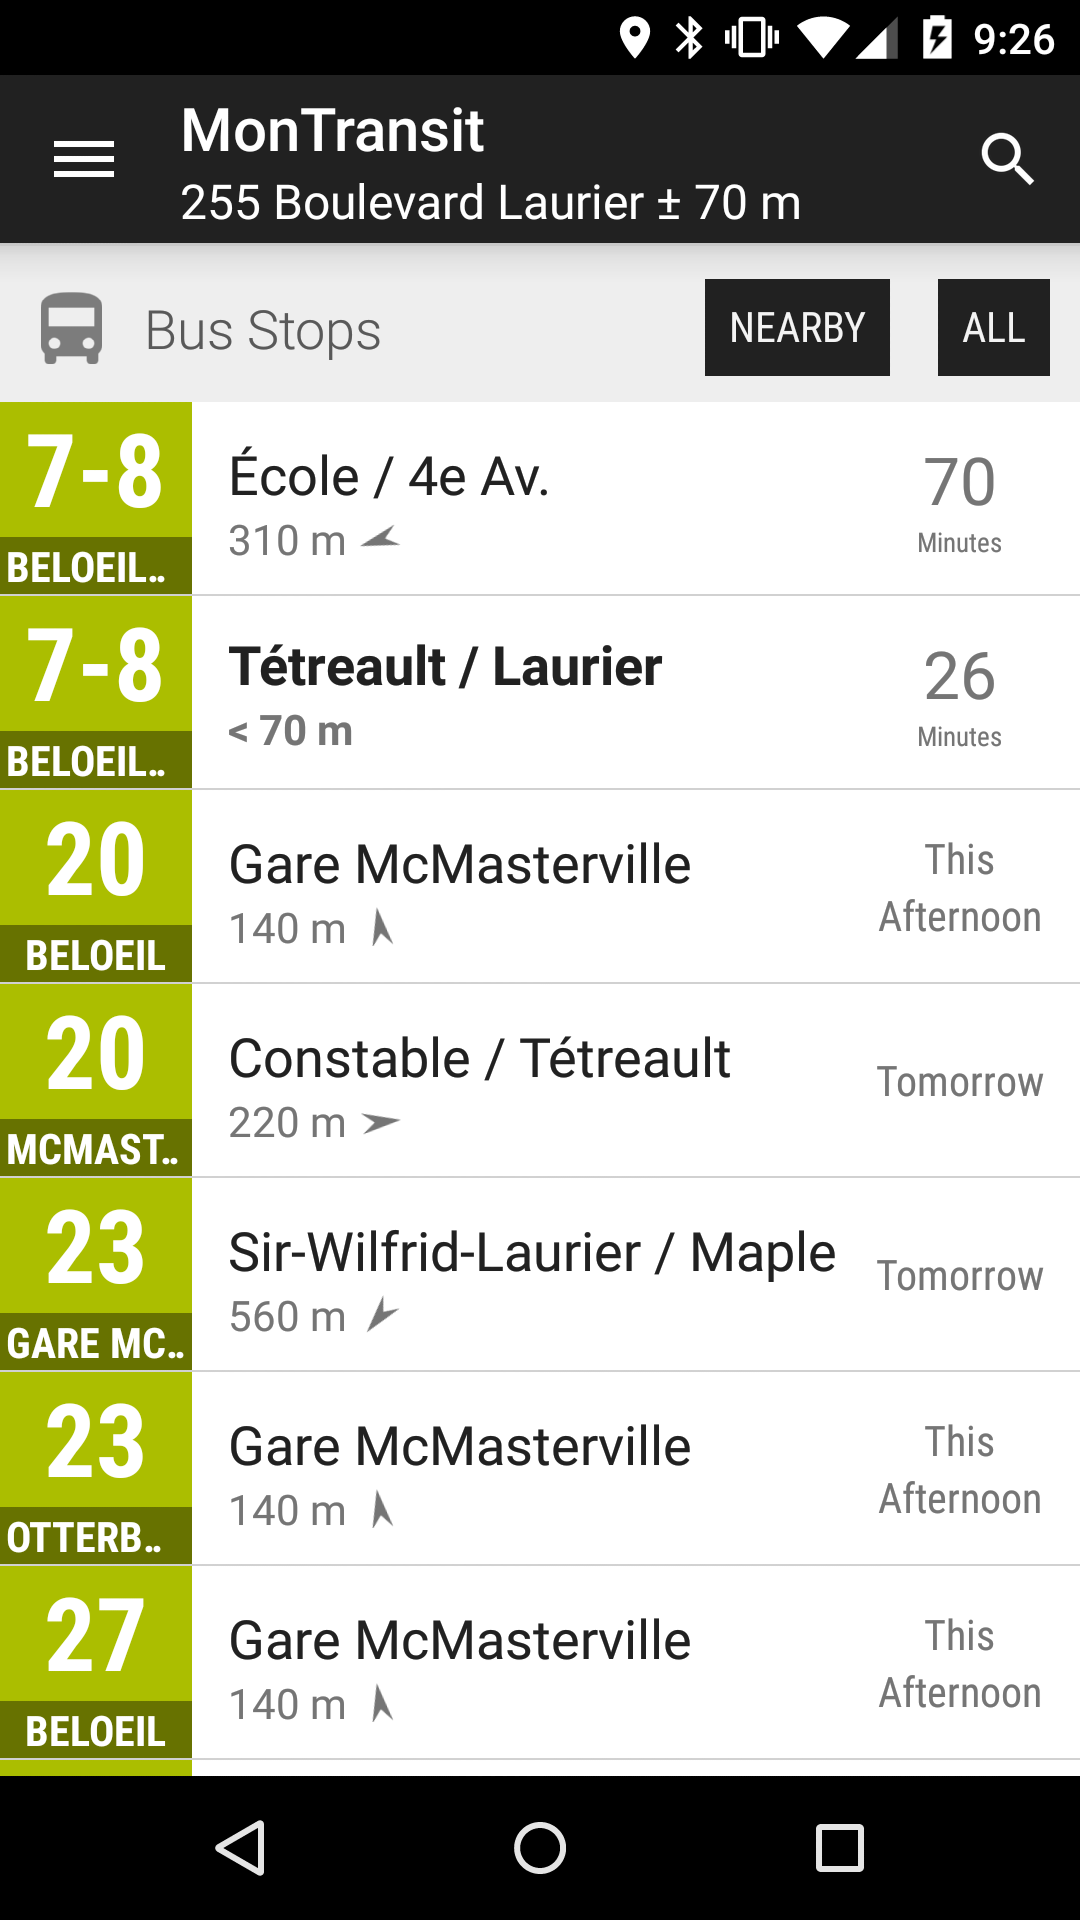 9:26
MonTransit
255 Boulevard Laurier ± 70 m
Bus Stops NEARBY ALL
7-8
BELOEIL..
École / 4e Av.
310 m
70
Minutes
7-8
BELOEIL..
Tétreault / Laurier
< 70 m
26
Minutes
20
BELOEIL
Gare McMasterville
140 m
This
Afternoon
20
MCMAST..
Constable / Tétreault
220 m
Tomorrow
23
GARE MC..
Sir-Wilfrid-Laurier / Maple
560 m
Tomorrow
23
OTTERB..
Gare McMasterville
140 m
This
Afternoon
27
BELOEIL
Gare McMasterville
140 m
This
Afternoon